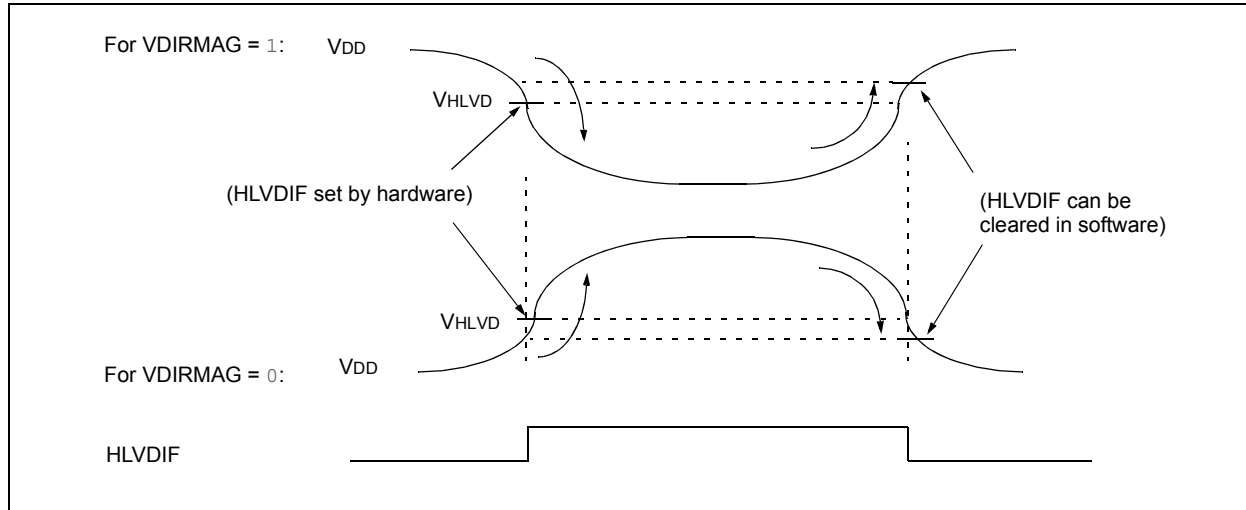 For VDIRMAG = 1: VDD
VHLVD
(HLVDIF set by hardware)
(HLVDIF can be
cleared in software)
VHLVD
For VDIRMAG = 0: VDD
HLVDIF